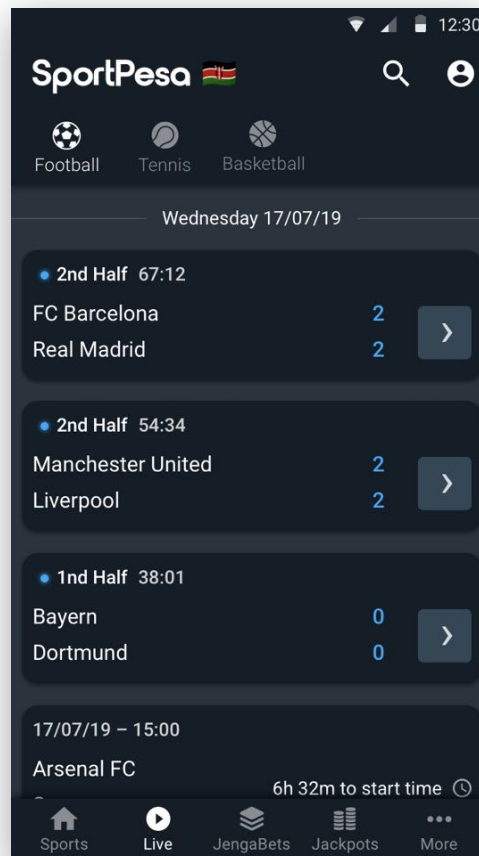 12:30
SportPesa
Football Tennis Basketball
Wednesday 17/07/19
2nd Half 67:12
FC Barcelona 2
Real Madrid 2
2nd Half 54:34
Manchester United 2
Liverpool 2
1st Half 38:01
Bayern 0
Dortmund 0
17/07/19 – 15:00
Arsenal FC
6h 32m to start time
Sports Live JengaBets Jackpots More